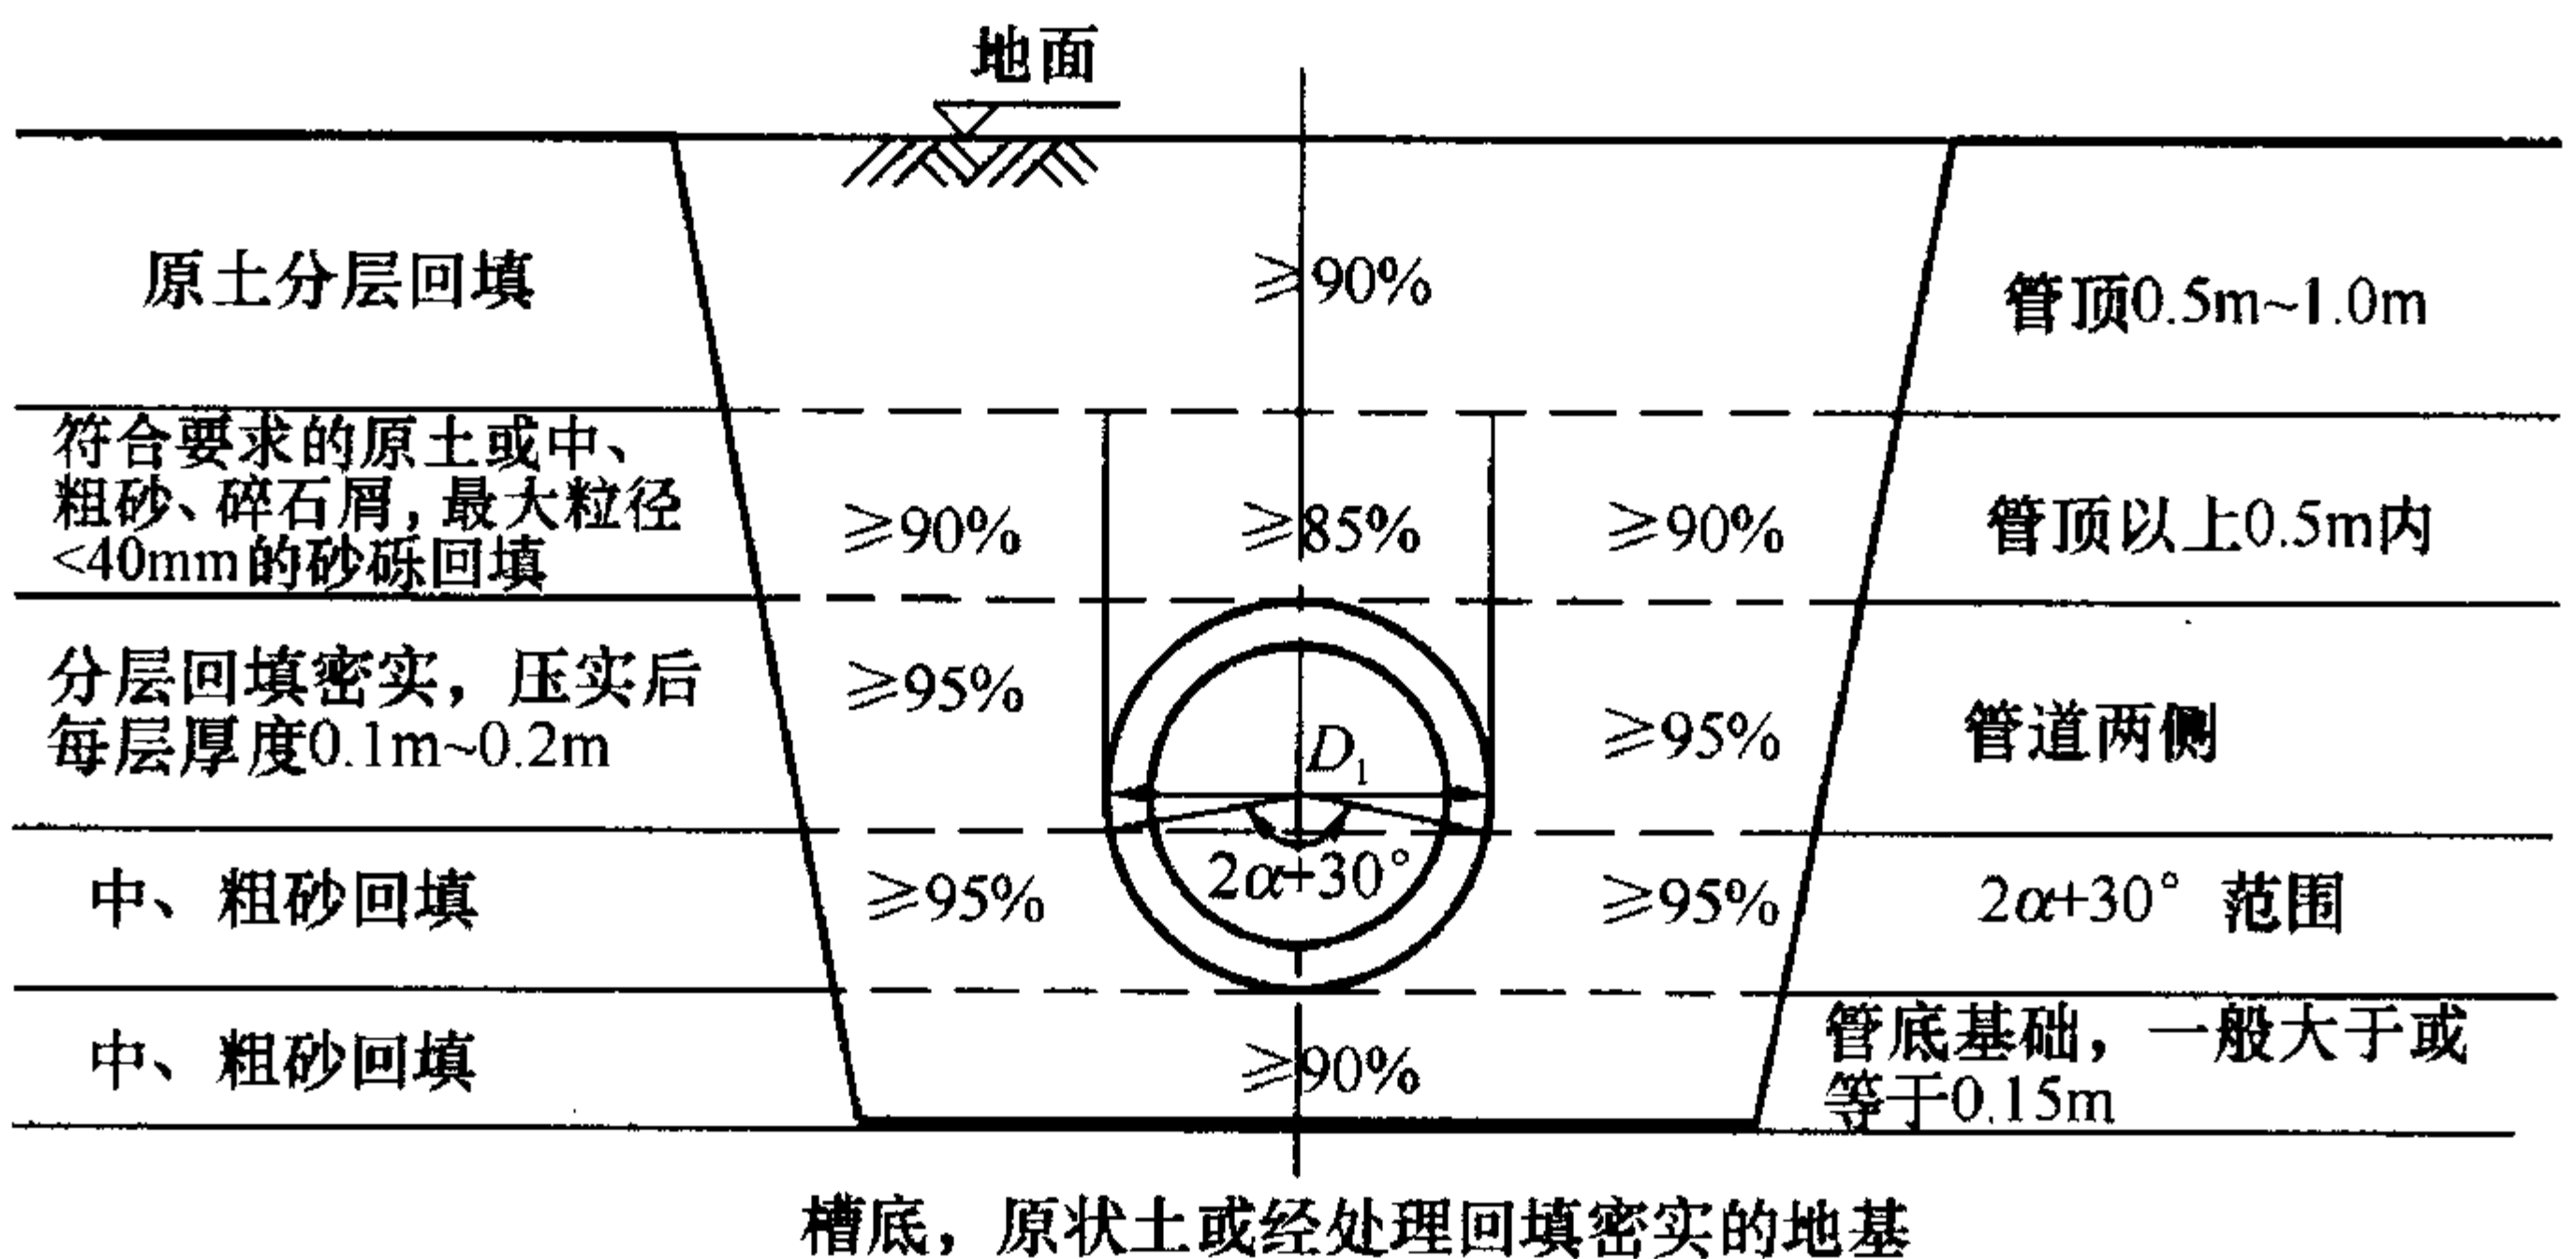 地面
原土分层回填
≥90%
管顶0.5m~1.0m
符合要求的原土或中、
粗砂、碎石屑,最大粒径
<40mm的砂砾回填
≥90%
≥85%
≥90%
管顶以上0.5m内
分层回填密实，压实后
每层厚度0.1m~0.2m
≥95%
D₁
≥95%
管道两侧
中、粗砂回填
≥95%
2α+30°
≥95%
2α+30° 范围
中、粗砂回填
≥90%
管底基础，一般大于或
等于0.15m
槽底，原状土或经处理回填密实的地基